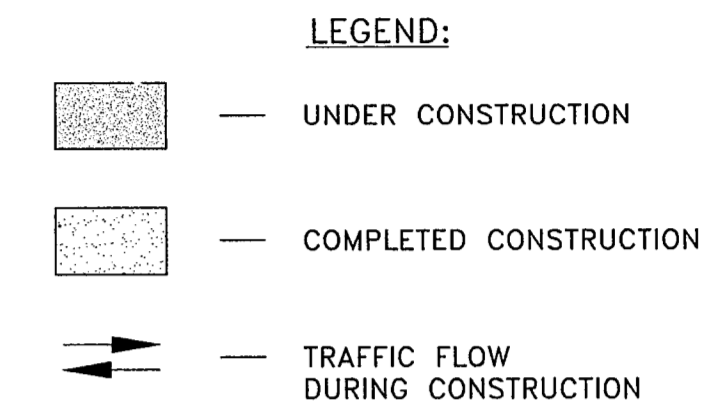 LEGEND:
UNDER CONSTRUCTION
COMPLETED CONSTRUCTION
TRAFFIC FLOW
DURING CONSTRUCTION